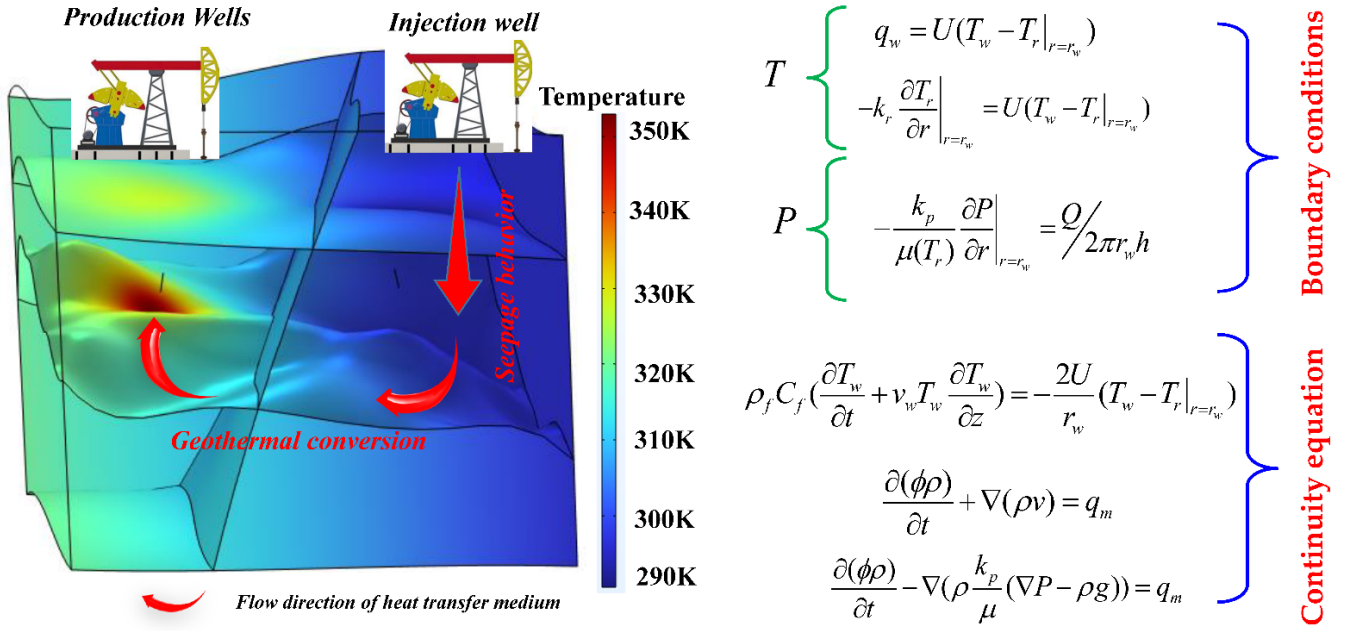 Production Wells
Injection well
Temperature
350K
340K
330K
320K
310K
300K
290K
Seepage behavior
Geothermal conversion
Flow direction of heat transfer medium
T
q_w = U(T_w − T_r|_{r=r_w})
−k_r ∂T_r/∂r|_{r=r_w} = U(T_w − T_r|_{r=r_w})
P
−k_p/μ(T_r) ∂P/∂r|_{r=r_w} = Q/2πr_w h
Boundary conditions
ρ_f C_f (∂T_w/∂t + v_w T_w ∂T_w/∂z) = −2U/r_w (T_w − T_r|_{r=r_w})
∂(ϕρ)/∂t + ∇(ρv) = q_m
∂(ϕρ)/∂t − ∇(ρ k_p/μ (∇P − ρg)) = q_m
Continuity equation